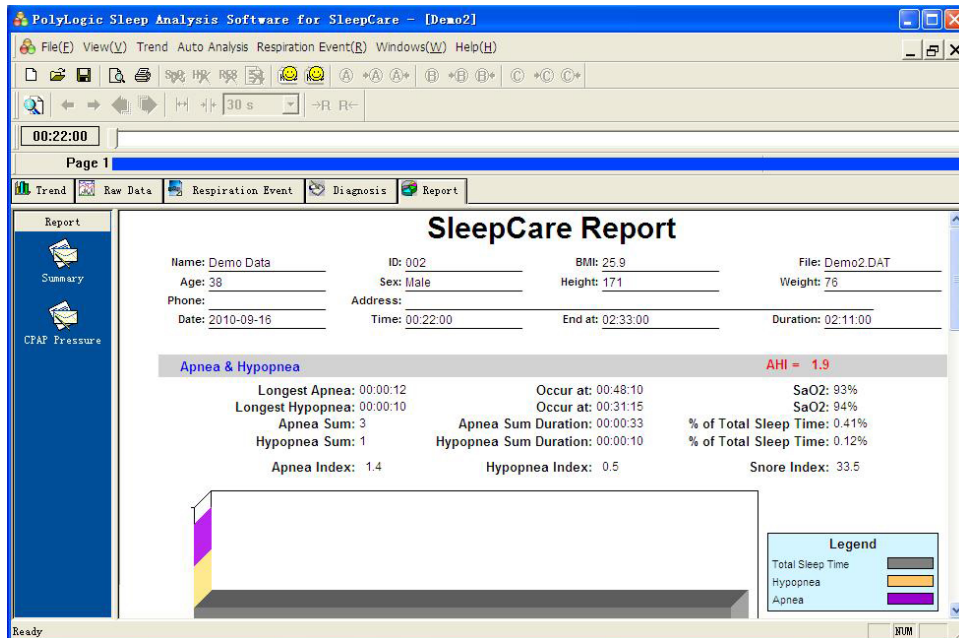 PolyLogic Sleep Analysis Software for SleepCare - [Demo2]
File(F) View(V) Trend Auto Analysis Respiration Event(R) Windows(W) Help(H)
SpR HR RSS A A A B B B C C C
30 s R R
00:22:00
Page 1
Trend Raw Data Respiration Event Diagnosis Report
Report
Summary
CPAP Pressure
SleepCare Report
Name: Demo Data ID: 002 BMI: 25.9 File: Demo2.DAT
Age: 38 Sex: Male Height: 171 Weight: 76
Phone: Address:
Date: 2010-09-16 Time: 00:22:00 End at: 02:33:00 Duration: 02:11:00
Apnea & Hypopnea AHI = 1.9
Longest Apnea: 00:00:12 Occur at: 00:48:10 SaO2: 93%
Longest Hypopnea: 00:00:10 Occur at: 00:31:15 SaO2: 94%
Apnea Sum: 3 Apnea Sum Duration: 00:00:33 % of Total Sleep Time: 0.41%
Hypopnea Sum: 1 Hypopnea Sum Duration: 00:00:10 % of Total Sleep Time: 0.12%
Apnea Index: 1.4 Hypopnea Index: 0.5 Snore Index: 33.5
Legend
Total Sleep Time
Hypopnea
Apnea
Ready NUM